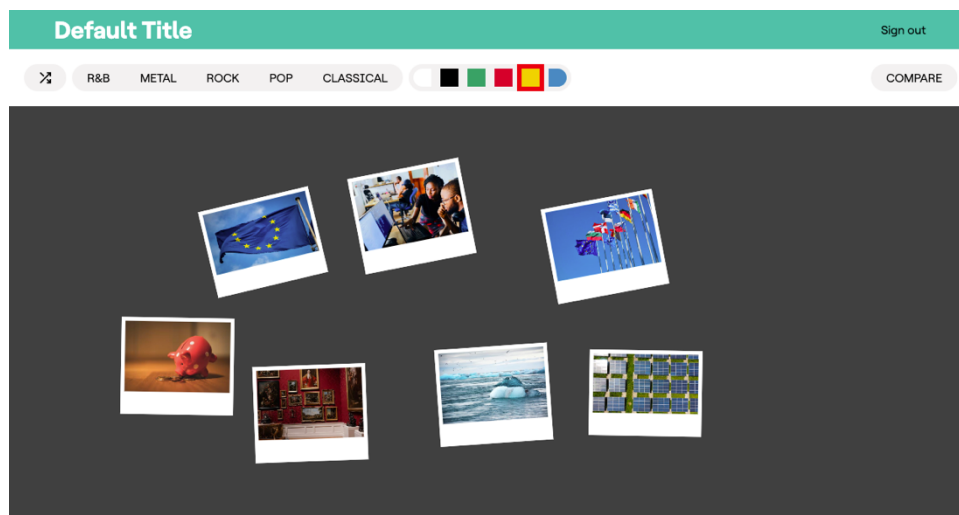 Default Title
Sign out
R&B METAL ROCK POP CLASSICAL
COMPARE